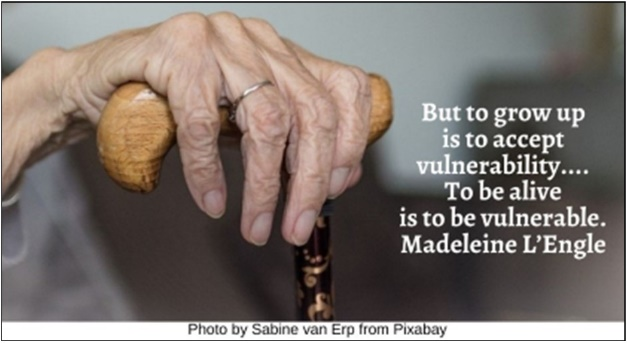 But to grow up
is to accept
vulnerability....
To be alive
is to be vulnerable.
Madeleine L'Engle
Photo by Sabine van Erp from Pixabay